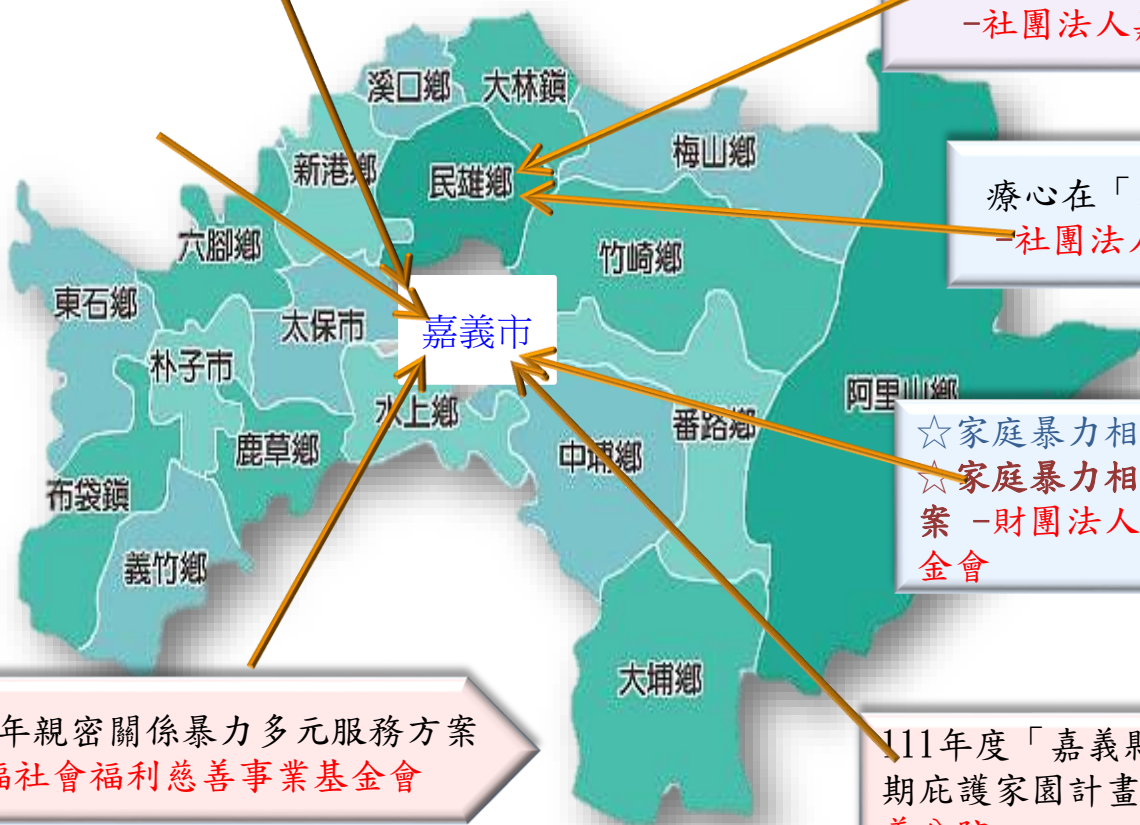 -社團法人
溪口鄉
大林鎮
梅山鄉
新港鄉
民雄鄉
療心在「
-社團法人
六腳鄉
竹崎鄉
東石鄉
太保市
嘉義市
朴子市
阿里山鄉
水上鄉
番路鄉
☆家庭暴力相
鹿草鄉
中埔鄉
☆家庭暴力相
案 -財團法人
金會
布袋鎮
義竹鄉
大埔鄉
年親密關係暴力多元服務方案
社會福利慈善事業基金會
111年度「嘉義縣
期庇護家園計畫